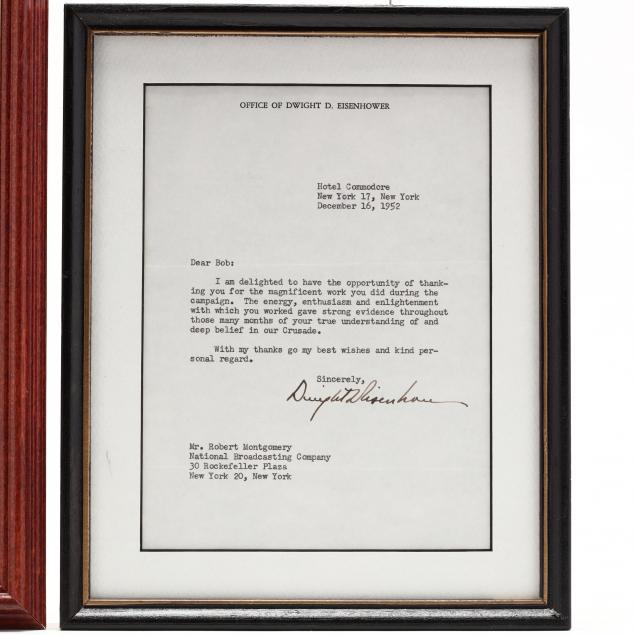 OFFICE OF DWIGHT D. EISENHOWER
Hotel Commodore
New York 17, New York
December 16, 1952
Dear Bob:
I am delighted to have the opportunity of thank-
ing you for the magnificent work you did during the
campaign. The energy, enthusiasm and enlightenment
with which you worked gave strong evidence throughout
those many months of your true understanding of and
deep belief in our Crusade.
With my thanks go my best wishes and kind per-
sonal regard.
Sincerely,
Dwight D Eisenhower
Mr. Robert Montgomery
National Broadcasting Company
30 Rockefeller Plaza
New York 20, New York